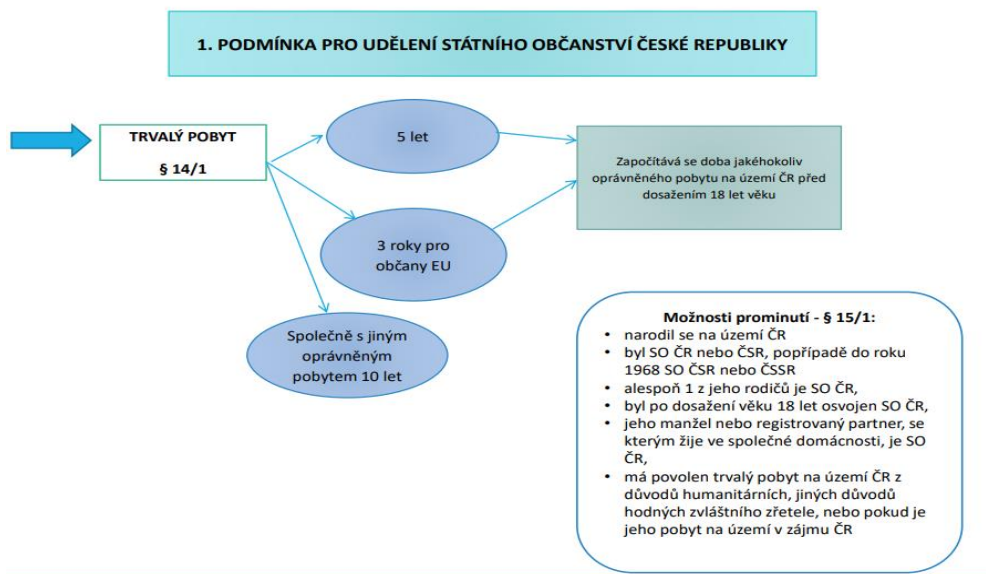 1. PODMÍNKA PRO UDĚLENÍ STÁTNÍHO OBČANSTVÍ ČESKÉ REPUBLIKY
TRVALÝ POBYT
§ 14/1
5 let
Započítává se doba jakéhokoliv
oprávněného pobytu na území ČR před
dosažením 18 let věku
3 roky pro
občany EU
Společně s jiným
oprávněným
pobytem 10 let
Možnosti prominutí - § 15/1:
• narodil se na území ČR
• byl SO ČR nebo ČSR, popřípadě do roku
1968 SO ČSR nebo ČSSR
• alespoň 1 z jeho rodičů je SO ČR,
• byl po dosažení věku 18 let osvojen SO ČR,
• jeho manžel nebo registrovaný partner, se
kterým žije ve společné domácnosti, je SO
ČR,
• má povolen trvalý pobyt na území ČR z
důvodů humanitárních, jiných důvodů
hodných zvláštního zřetele, nebo pokud je
jeho pobyt na území v zájmu ČR